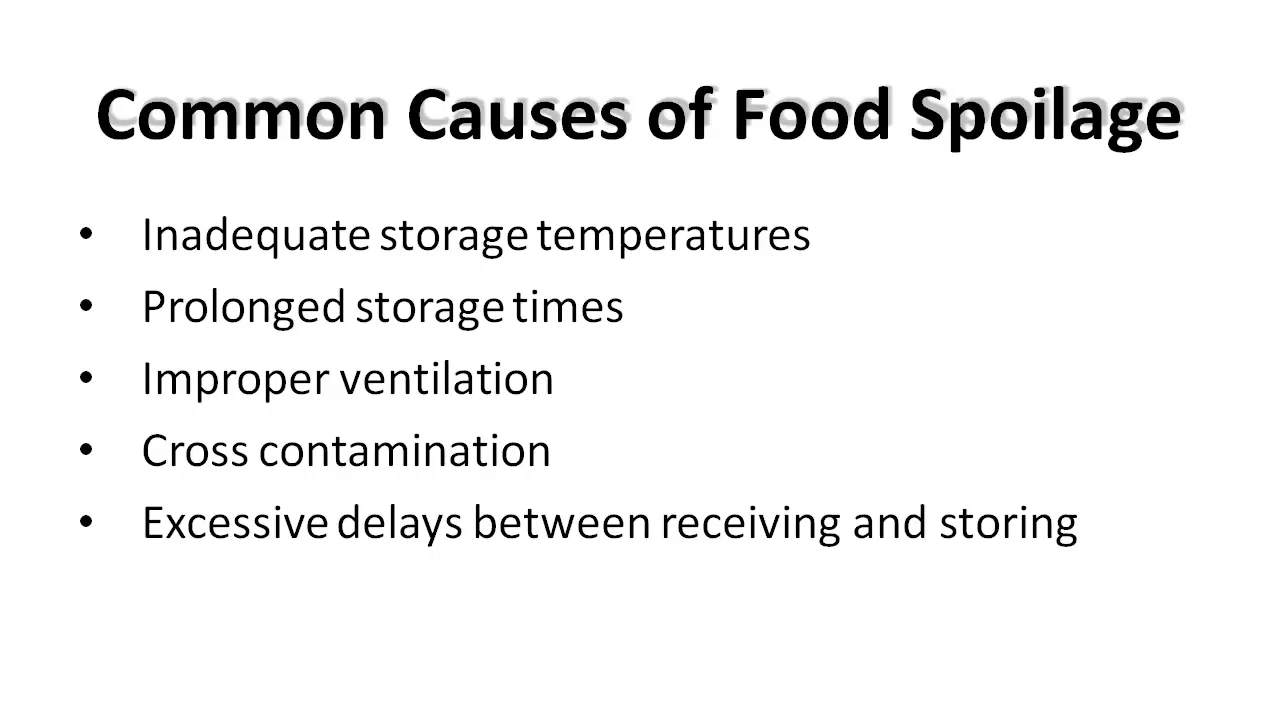 Common Causes of Food Spoilage
• Inadequate storage temperatures
• Prolonged storage times
• Improper ventilation
• Cross contamination
• Excessive delays between receiving and storing